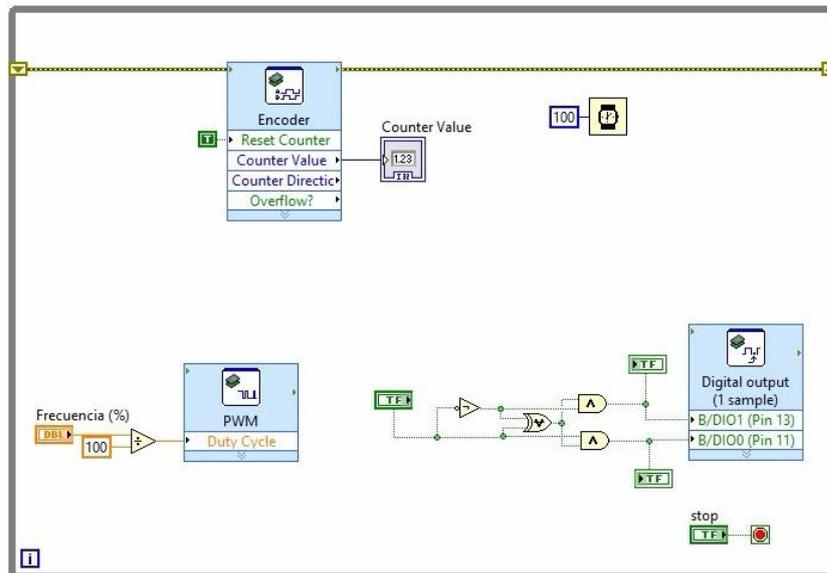 Encoder
T
Reset Counter
Counter Value
Counter Directic
Overflow?
Counter Value
1.23
100
Frecuencia (%)
DBL
100
PWM
Duty Cycle
TF
TF
TF
Digital output
(1 sample)
B/DIO1 (Pin 13)
B/DIO0 (Pin 11)
stop
TF
i